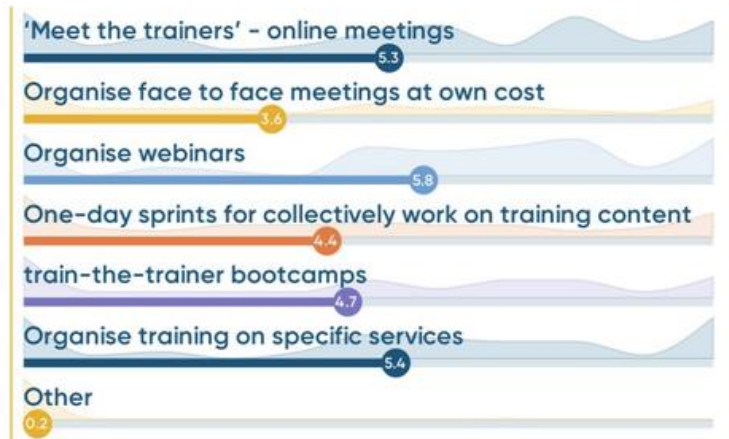 ‘Meet the trainers’ - online meetings
5.3
Organise face to face meetings at own cost
3.6
Organise webinars
5.8
One-day sprints for collectively work on training content
4.4
train-the-trainer bootcamps
4.7
Organise training on specific services
5.4
Other
0.2